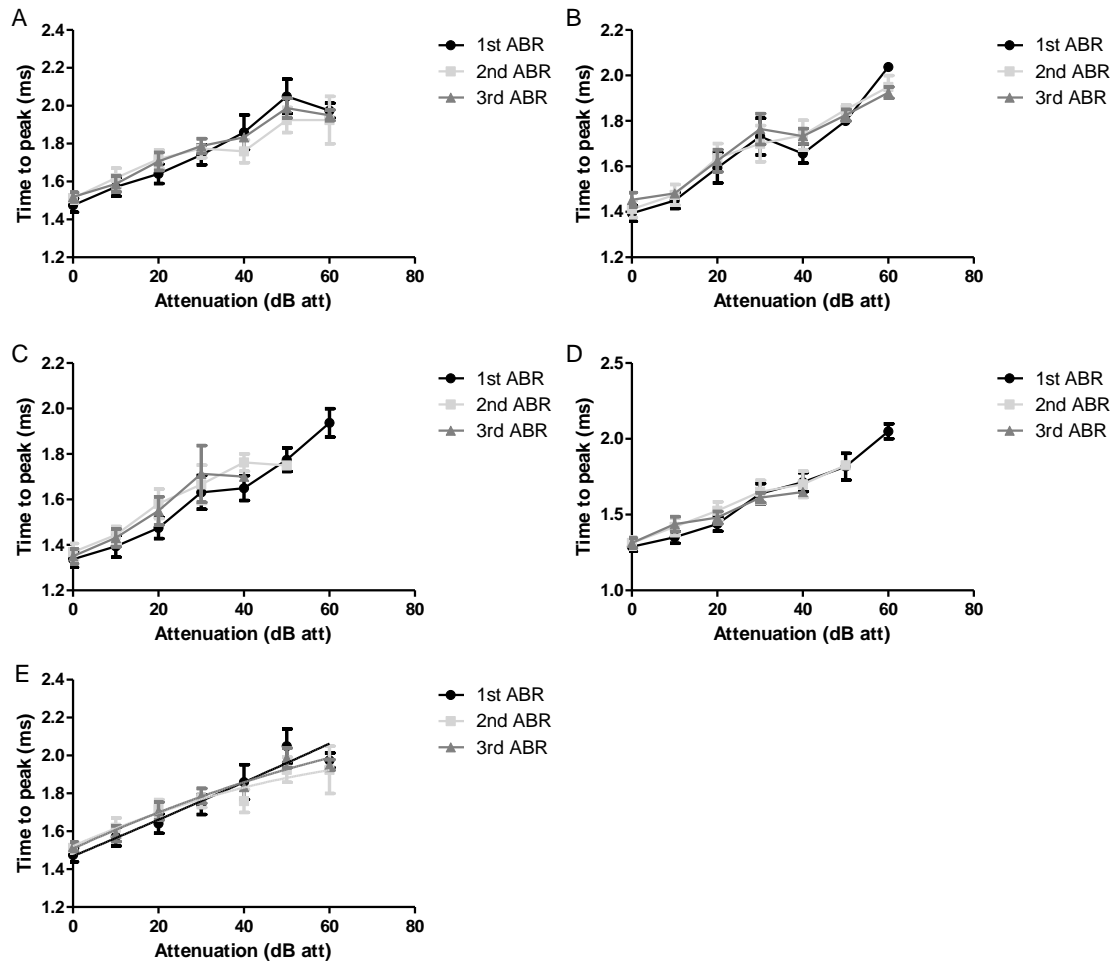 A
2.4
2.2
2.0
1.8
1.6
1.4
1.2
0 20 40 60 80
Time to peak (ms)
Attenuation (dB att)
1st ABR
2nd ABR
3rd ABR
B
2.2
2.0
1.8
1.6
1.4
1.2
0 20 40 60 80
Time to peak (ms)
Attenuation (dB att)
1st ABR
2nd ABR
3rd ABR
C
2.2
2.0
1.8
1.6
1.4
1.2
0 20 40 60 80
Time to peak (ms)
Attenuation (dB att)
1st ABR
2nd ABR
3rd ABR
D
2.5
2.0
1.5
1.0
0 20 40 60 80
Time to peak (ms)
Attenuation (dB att)
1st ABR
2nd ABR
3rd ABR
E
2.4
2.2
2.0
1.8
1.6
1.4
1.2
0 20 40 60 80
Time to peak (ms)
Attenuation (dB att)
1st ABR
2nd ABR
3rd ABR